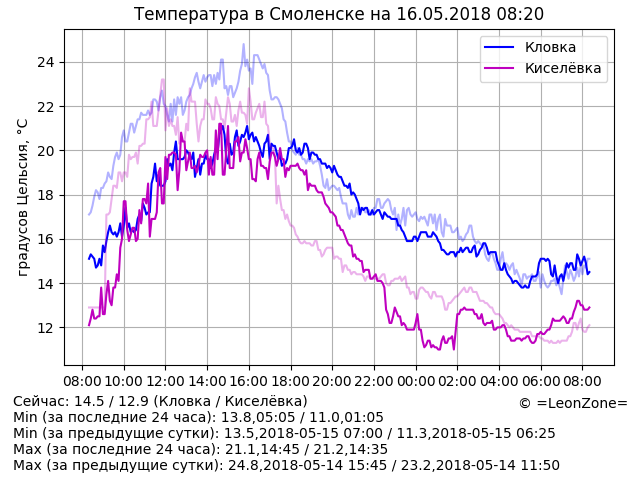 Температура в Смоленске на 16.05.2018 08:20
Кловка
Киселёвка
градусов Цельсия, °C
24
22
20
18
16
14
12
08:00 10:00 12:00 14:00 16:00 18:00 20:00 22:00 00:00 02:00 04:00 06:00 08:00
Сейчас: 14.5 / 12.9 (Кловка / Киселёвка)
© =LeonZone=
Min (за последние 24 часа): 13.8,05:05 / 11.0,01:05
Min (за предыдущие сутки): 13.5,2018-05-15 07:00 / 11.3,2018-05-15 06:25
Max (за последние 24 часа): 21.1,14:45 / 21.2,14:35
Max (за предыдущие сутки): 24.8,2018-05-14 15:45 / 23.2,2018-05-14 11:50